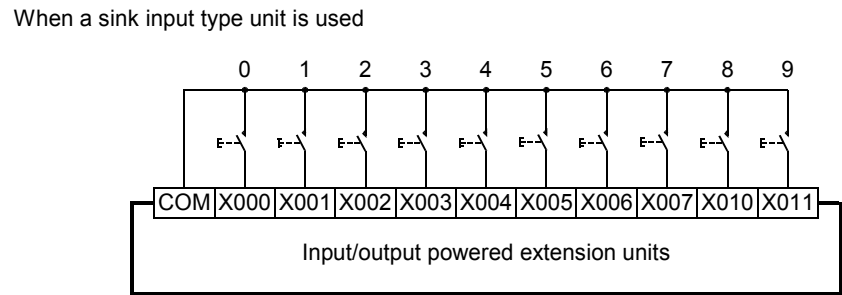 When a sink input type unit is used
0 1 2 3 4 5 6 7 8 9
COM X000 X001 X002 X003 X004 X005 X006 X007 X010 X011
Input/output powered extension units